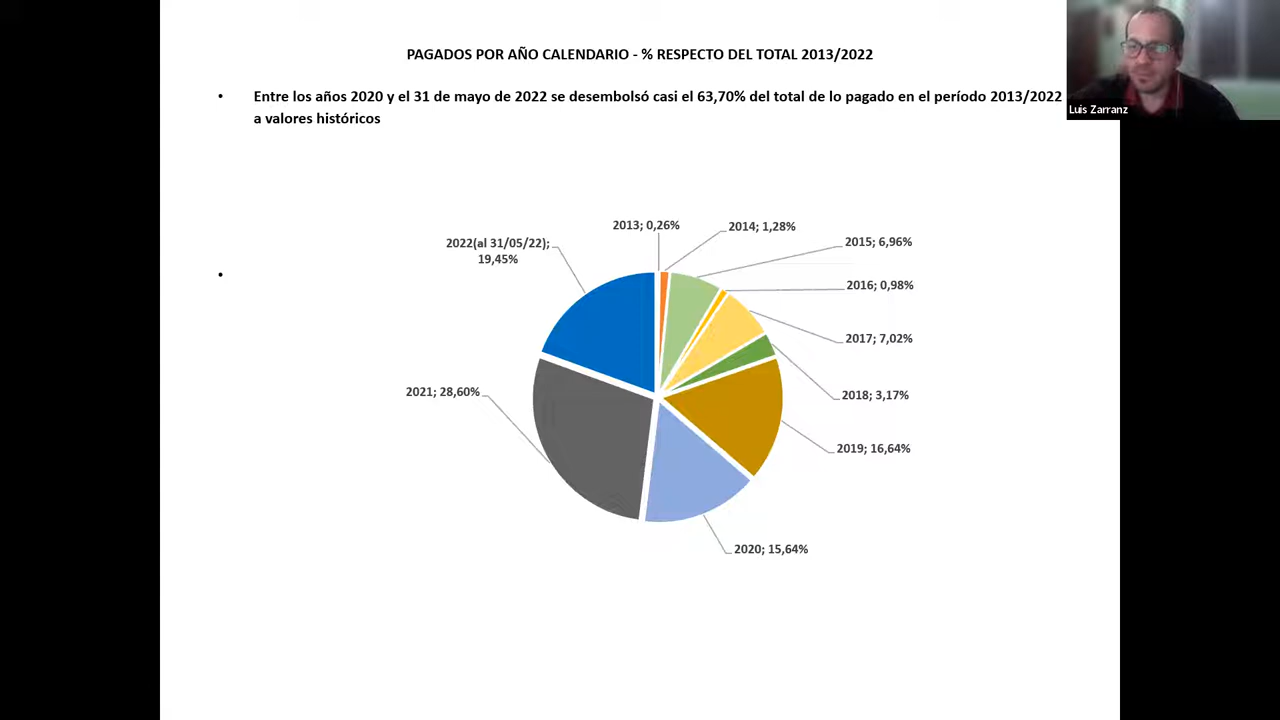 PAGADOS POR AÑO CALENDARIO - % RESPECTO DEL TOTAL 2013/2022
• Entre los años 2020 y el 31 de mayo de 2022 se desembolsó casi el 63,70% del total de lo pagado en el período 2013/2022
a valores históricos
Luis Zarranz
•
2013; 0,26%
2014; 1,28%
2015; 6,96%
2016; 0,98%
2017; 7,02%
2018; 3,17%
2019; 16,64%
2020; 15,64%
2021; 28,60%
2022(al 31/05/22);
19,45%